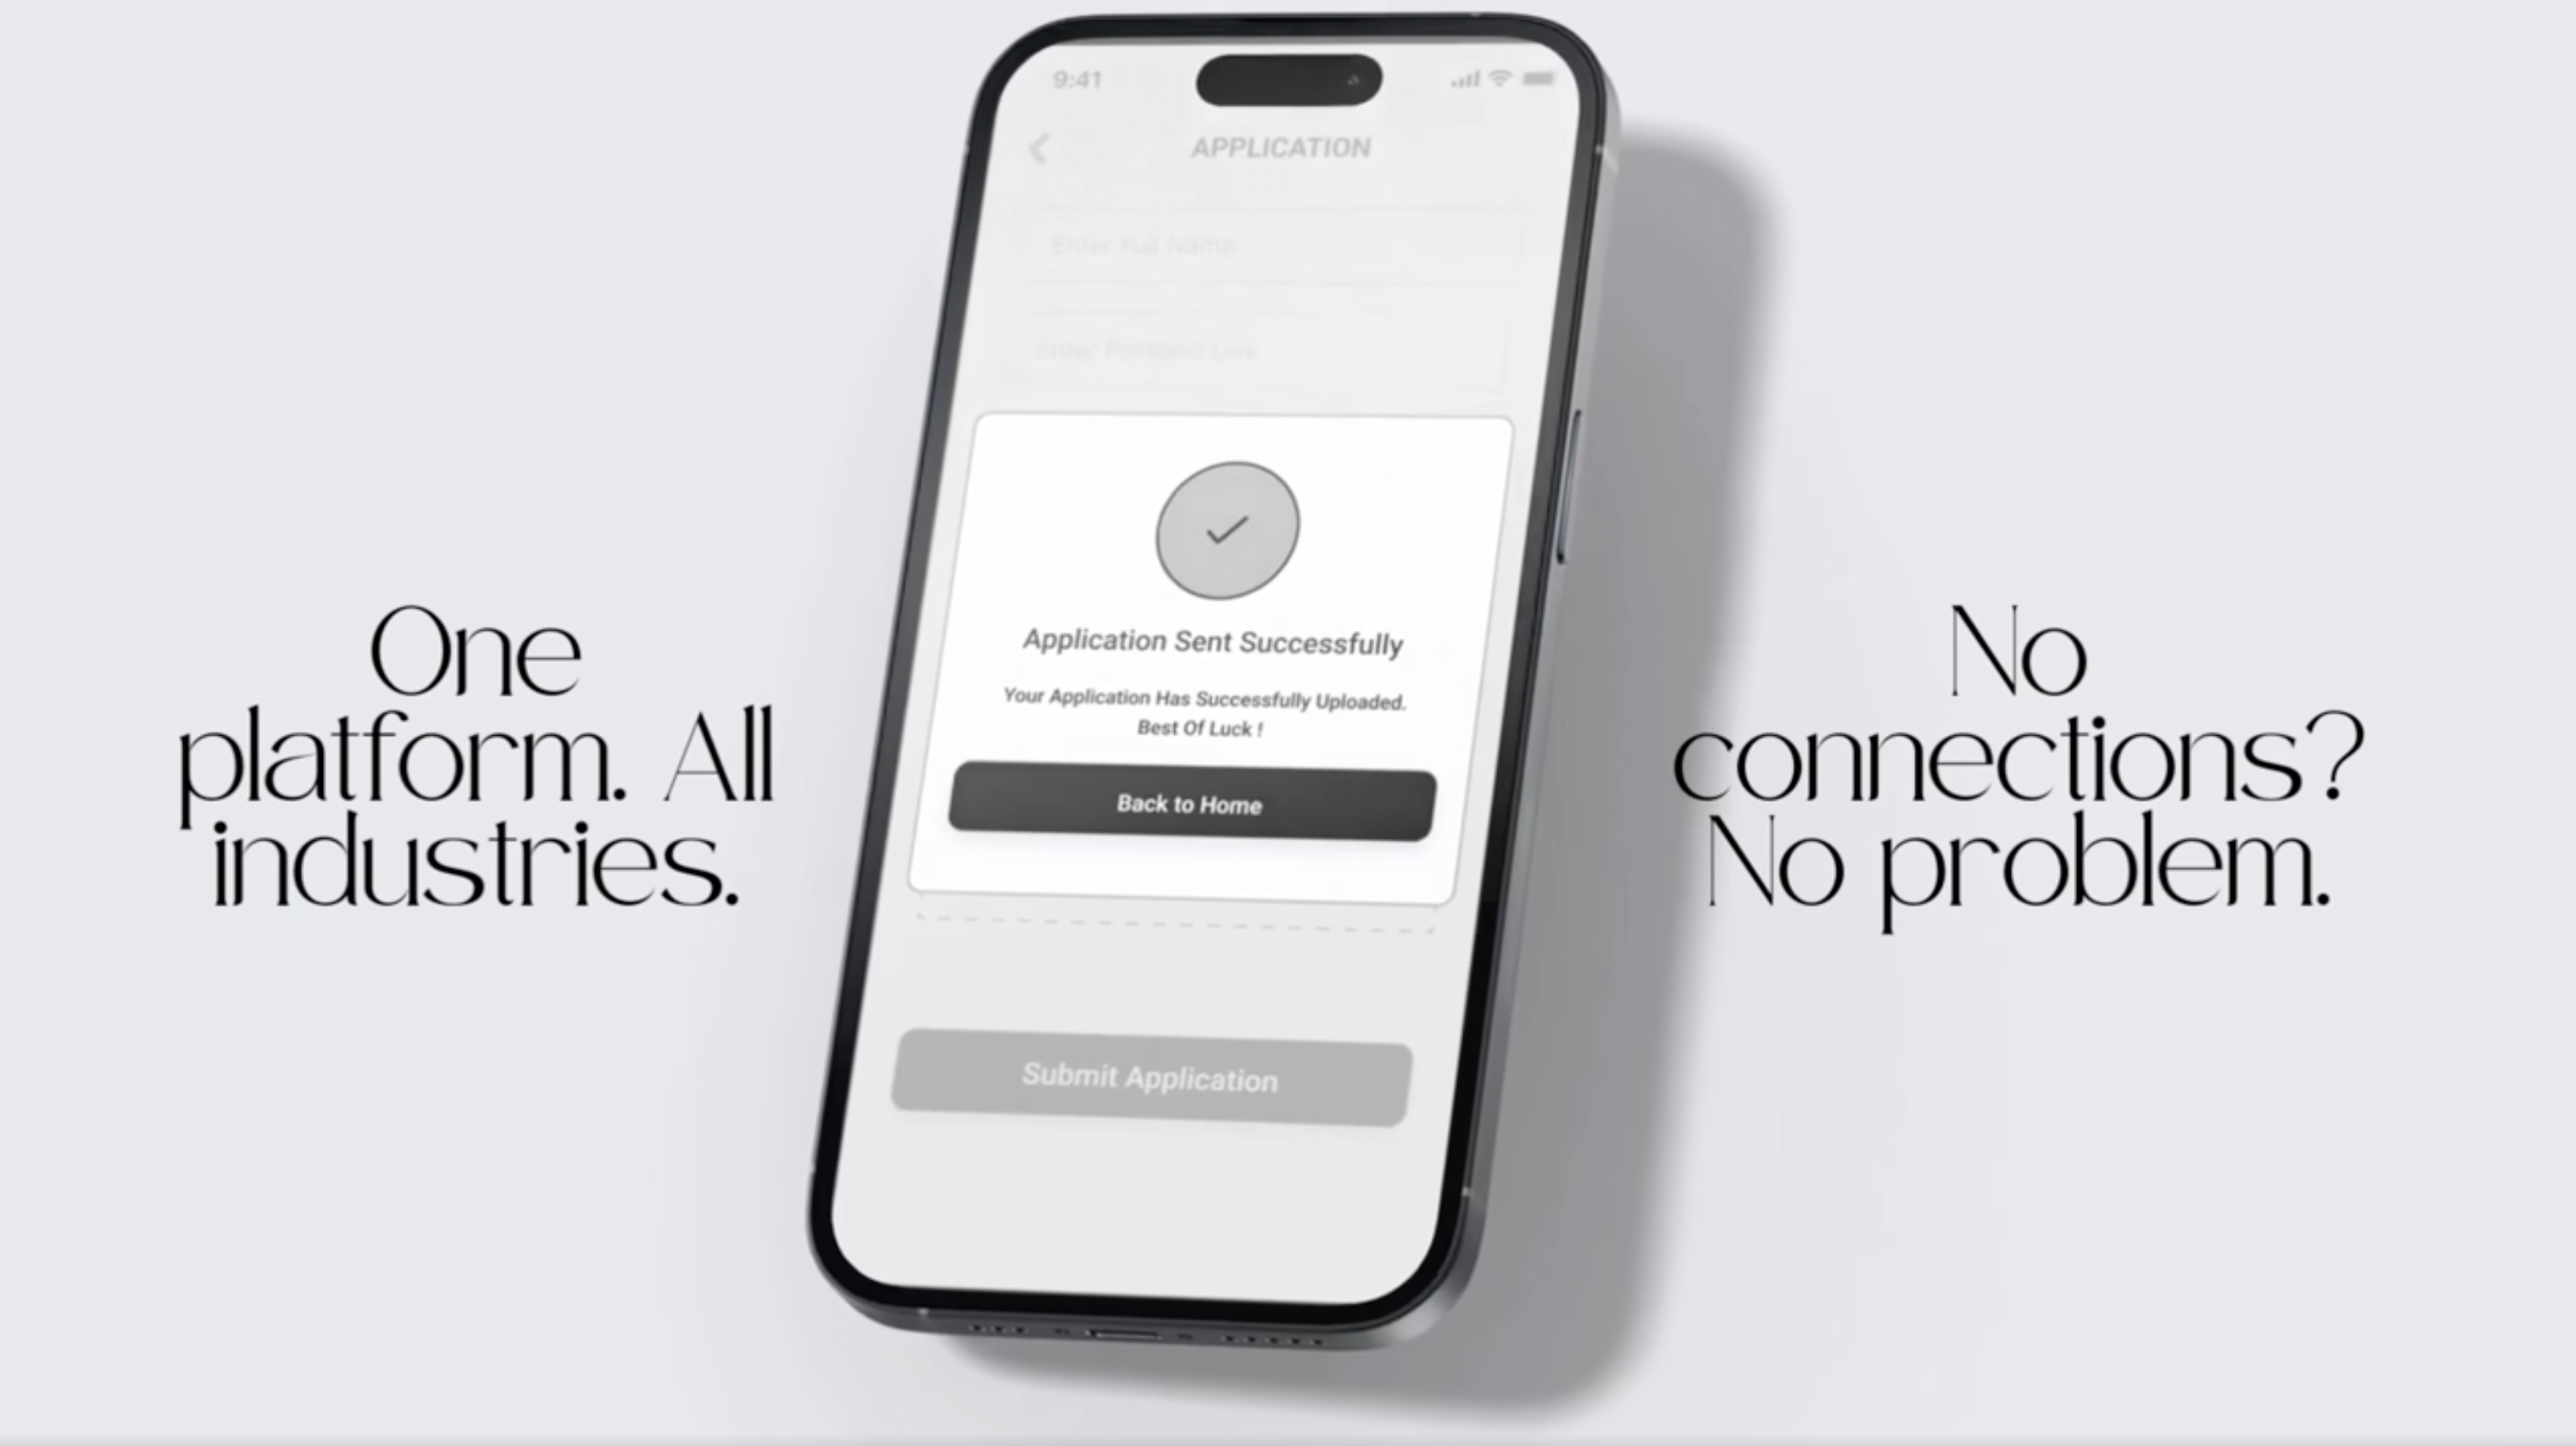 9:41
APPLICATION
Enter Full Name
Enter Portfolio Link
Application Sent Successfully
Your Application Has Successfully Uploaded.
Best Of Luck !
Back to Home
Submit Application
One
platform. All
industries.
No
connections?
No problem.